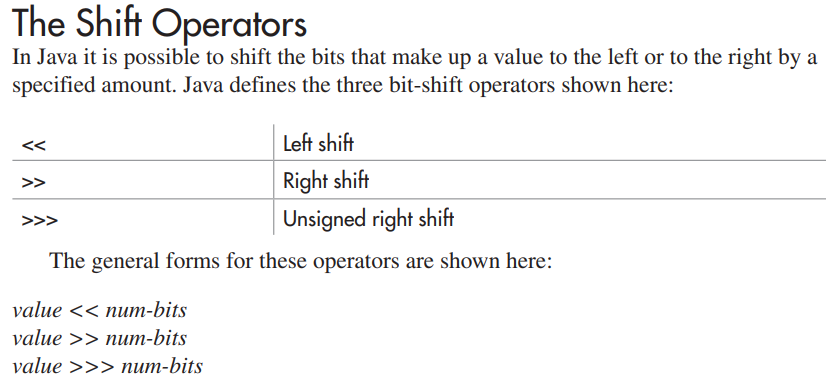 The Shift Operators
In Java it is possible to shift the bits that make up a value to the left or to the right by a
specified amount. Java defines the three bit-shift operators shown here:
<< Left shift
>> Right shift
>>> Unsigned right shift
The general forms for these operators are shown here:
value << num-bits
value >> num-bits
value >>> num-bits